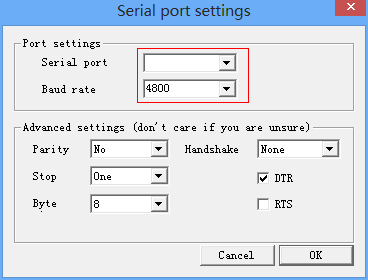 Serial port settings
Port settings
Serial port
Baud rate 4800
Advanced settings (don't care if you are unsure)
Parity No Handshake None
Stop One DTR
Byte 8 RTS
Cancel OK